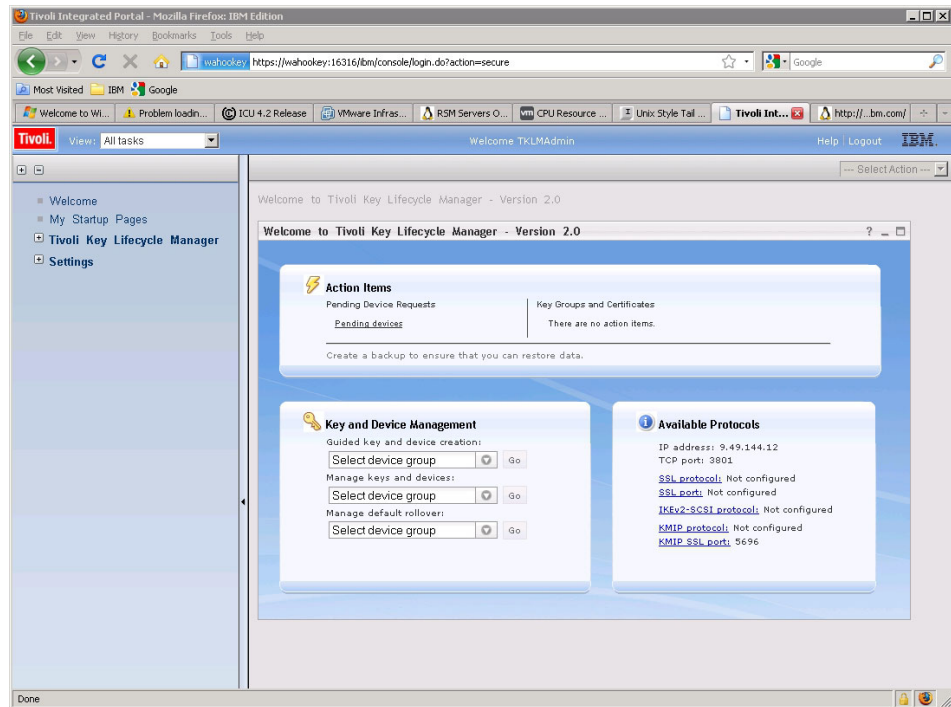 Tivoli Integrated Portal - Mozilla Firefox: IBM Edition
File Edit View History Bookmarks Tools Help
wahookey https://wahookey:16316/ibm/console/login.do?action=secure
Google
Most Visited IBM Google
Welcome to Wi... Problem loadin... ICU 4.2 Release VMware Infras... RSM Servers O... vm CPU Resource ... Unix Style Tail ... Tivoli Int... http://...bm.com/
Tivoli. View: All tasks Welcome TKLMAdmin Help Logout IBM.
--- Select Action ---
Welcome
My Startup Pages
Tivoli Key Lifecycle Manager
Settings
Welcome to Tivoli Key Lifecycle Manager - Version 2.0
Welcome to Tivoli Key Lifecycle Manager - Version 2.0 ? _
Action Items
Pending Device Requests
Pending devices
Key Groups and Certificates
There are no action items.
Create a backup to ensure that you can restore data.
Key and Device Management
Guided key and device creation:
Select device group Go
Manage keys and devices:
Select device group Go
Manage default rollover:
Select device group Go
Available Protocols
IP address: 9.49.144.12
TCP port: 3801
SSL protocol: Not configured
SSL port: Not configured
IKEv2-SCSI protocol: Not configured
KMIP protocol: Not configured
KMIP SSL port: 5696
Done